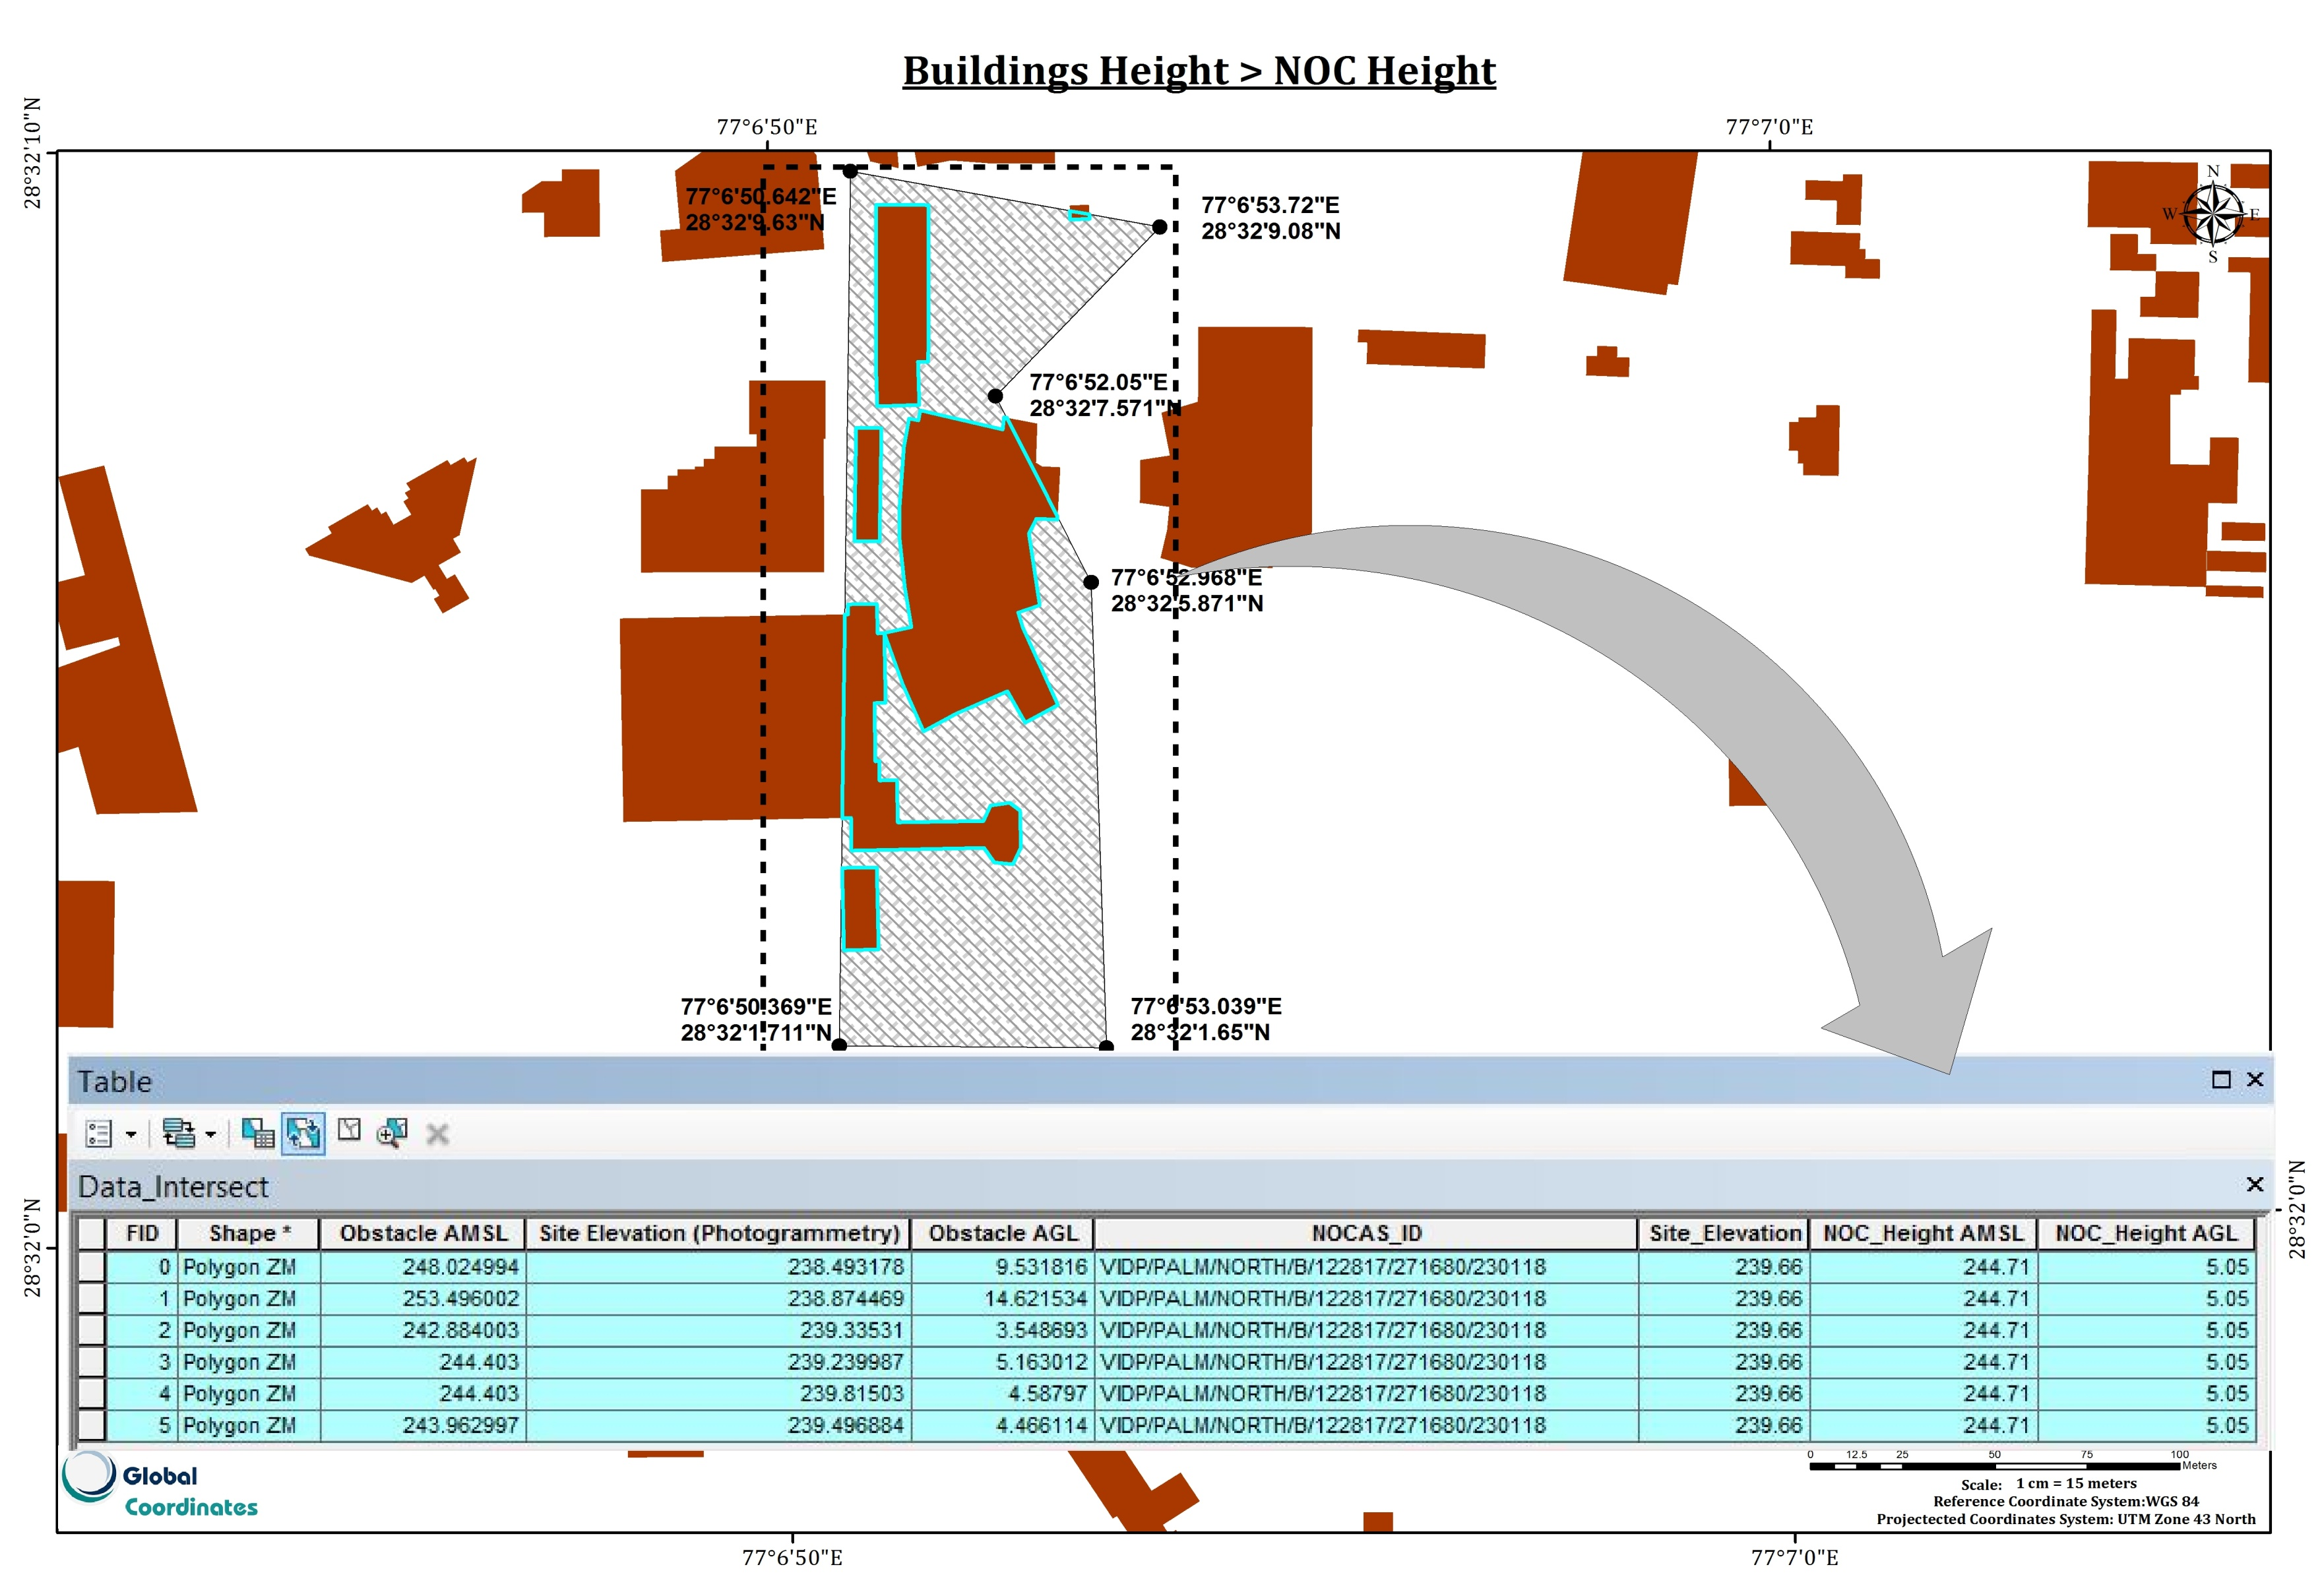 Buildings Height > NOC Height
77°6'50"E
77°7'0"E
28°32'10"N
N
W
E
S
77°6'50.642"E
28°32'9.63"N
77°6'53.72"E
28°32'9.08"N
77°6'52.05"E
28°32'7.571"N
77°6'52.968"E
28°32'5.871"N
77°6'50.369"E
28°32'1.711"N
77°6'53.039"E
28°32'1.65"N
Table
Data_Intersect
FID Shape * Obstacle AMSL Site Elevation (Photogrammetry) Obstacle AGL NOCAS_ID Site_Elevation NOC_Height AMSL NOC_Height AGL
0 Polygon ZM 248.024994 238.493178 9.531816 VIDP/PALM/NORTH/B/122817/271680/230118 239.66 244.71 5.05
1 Polygon ZM 253.496002 238.874469 14.621534 VIDP/PALM/NORTH/B/122817/271680/230118 239.66 244.71 5.05
2 Polygon ZM 242.884003 239.33531 3.548693 VIDP/PALM/NORTH/B/122817/271680/230118 239.66 244.71 5.05
3 Polygon ZM 244.403 239.239987 5.163012 VIDP/PALM/NORTH/B/122817/271680/230118 239.66 244.71 5.05
4 Polygon ZM 244.403 239.81503 4.58797 VIDP/PALM/NORTH/B/122817/271680/230118 239.66 244.71 5.05
5 Polygon ZM 243.962997 239.496884 4.466114 VIDP/PALM/NORTH/B/122817/271680/230118 239.66 244.71 5.05
28°32'0"N
28°32'0"N
Global
Coordinates
0 12.5 25 50 75 100
Meters
Scale: 1 cm = 15 meters
Reference Coordinate System:WGS 84
Projectected Coordinates System: UTM Zone 43 North
77°6'50"E
77°7'0"E